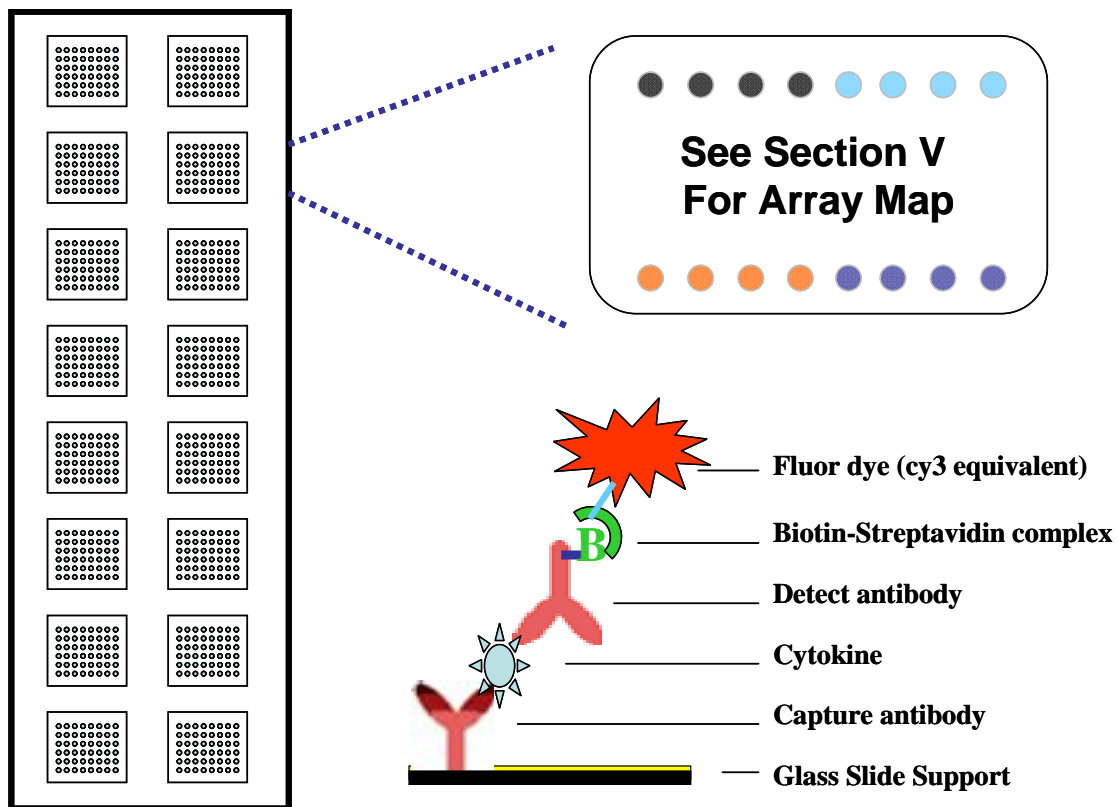 See Section V
For Array Map
Fluor dye (cy3 equivalent)
B
Biotin-Streptavidin complex
Detect antibody
Cytokine
Capture antibody
Glass Slide Support